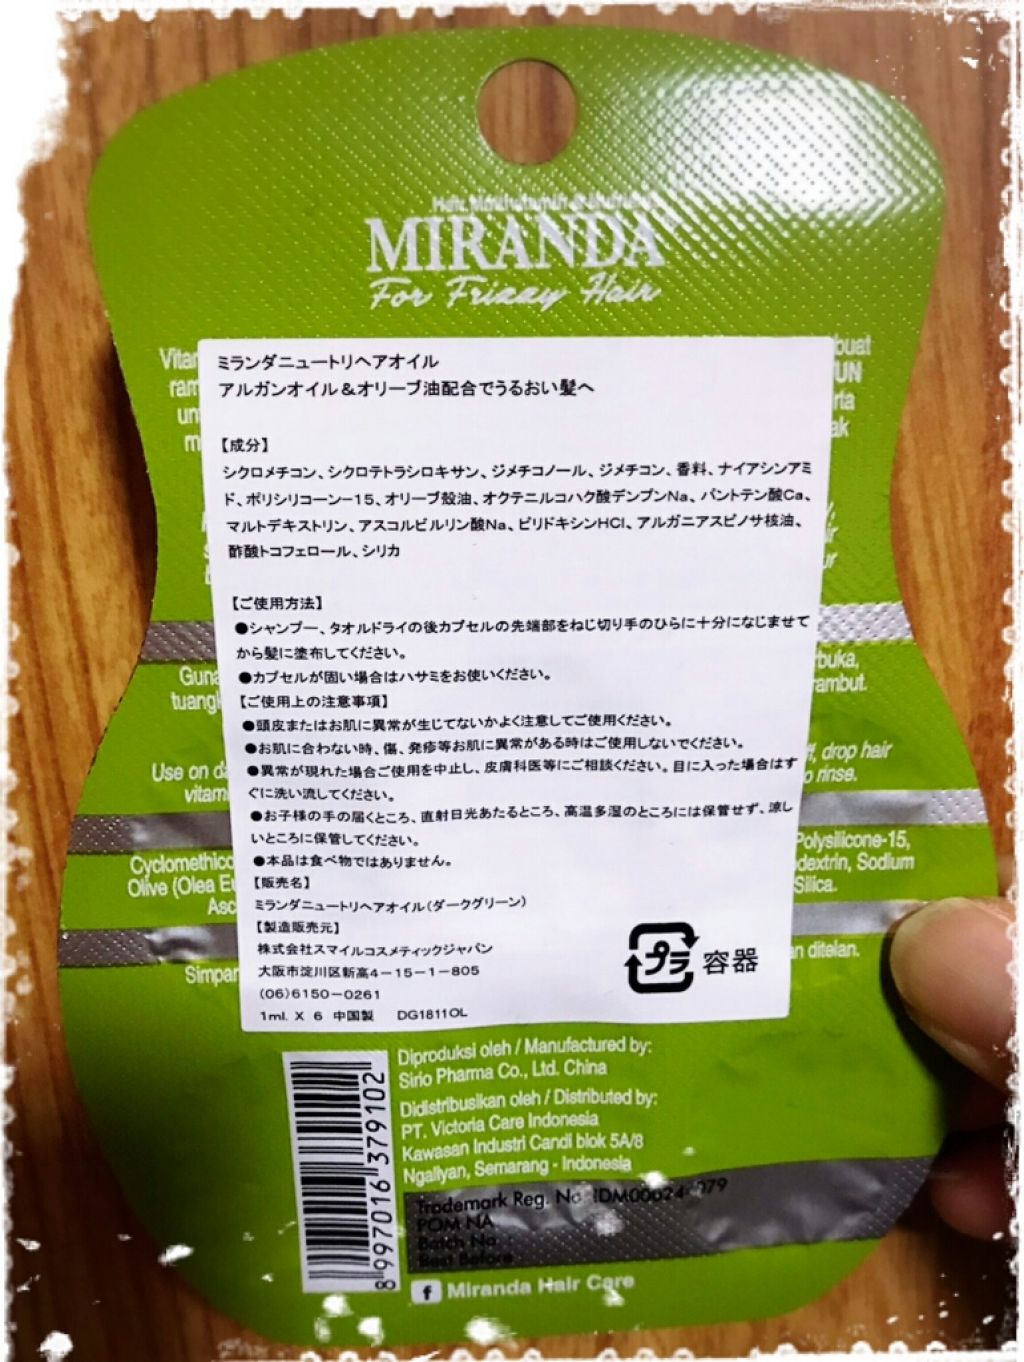 MIRANDA
For Frizzy Hair
ミランダニュートリヘアオイル
アルガンオイル＆オリーブ油配合でうるおい髪へ
【成分】
シクロメチコン、シクロテトラシロキサン、ジメチコノール、ジメチコン、香料、ナイアシンアミ
ド、ポリシリコーン-15、オリーブ殻油、オクテニルコハク酸デンプンNa、パントテン酸Ca、
マルトデキストリン、アスコルビルリン酸Na、ピリドキシンHCl、アルガニアスピノサ核油、
酢酸トコフェロール、シリカ
【ご使用方法】
●シャンプー、タオルドライの後カプセルの先端部をねじ切り手のひらに十分になじませて
から髪に塗布してください。
●カプセルが固い場合はハサミをお使いください。
【ご使用上の注意事項】
●頭皮またはお肌に異常が生じてないかよく注意してご使用ください。
●お肌に合わない時、傷、発疹等お肌に異常がある時はご使用しないでください。
●異常が現れた場合ご使用を中止し、皮膚科医等にご相談ください。目に入った場合はす
ぐに洗い流してください。
●お子様の手の届くところ、直射日光あたるところ、高温多湿のところには保管せず、涼し
いところに保管してください。
●本品は食べ物ではありません。
【販売名】
ミランダニュートリヘアオイル（ダークグリーン）
【製造販売元】
株式会社スマイルコスメティックジャパン
大阪市淀川区新高4－15－1－805
(06)6150－0261
1ml. X 6 中国製 DG1811OL
プラ 容器
Use on
vitam
, drop hair
rinse.
Cyclomethico
Polysilicone-15,
Olive (Olea
dextrin, Sodium
Asc
Silica.
Simpan
ditelan.
Diproduksi oleh / Manufactured by:
Sirio Pharma Co., Ltd. China
Didistribusikan oleh / Distributed by:
PT. Victoria Care Indonesia
Kawasan Industri Candi blok 5A/8
Ngaliyan, Semarang - Indonesia
Trademark Reg. No
POM NA
Batch No.
Best Before
Miranda Hair Care
8 997016 379102